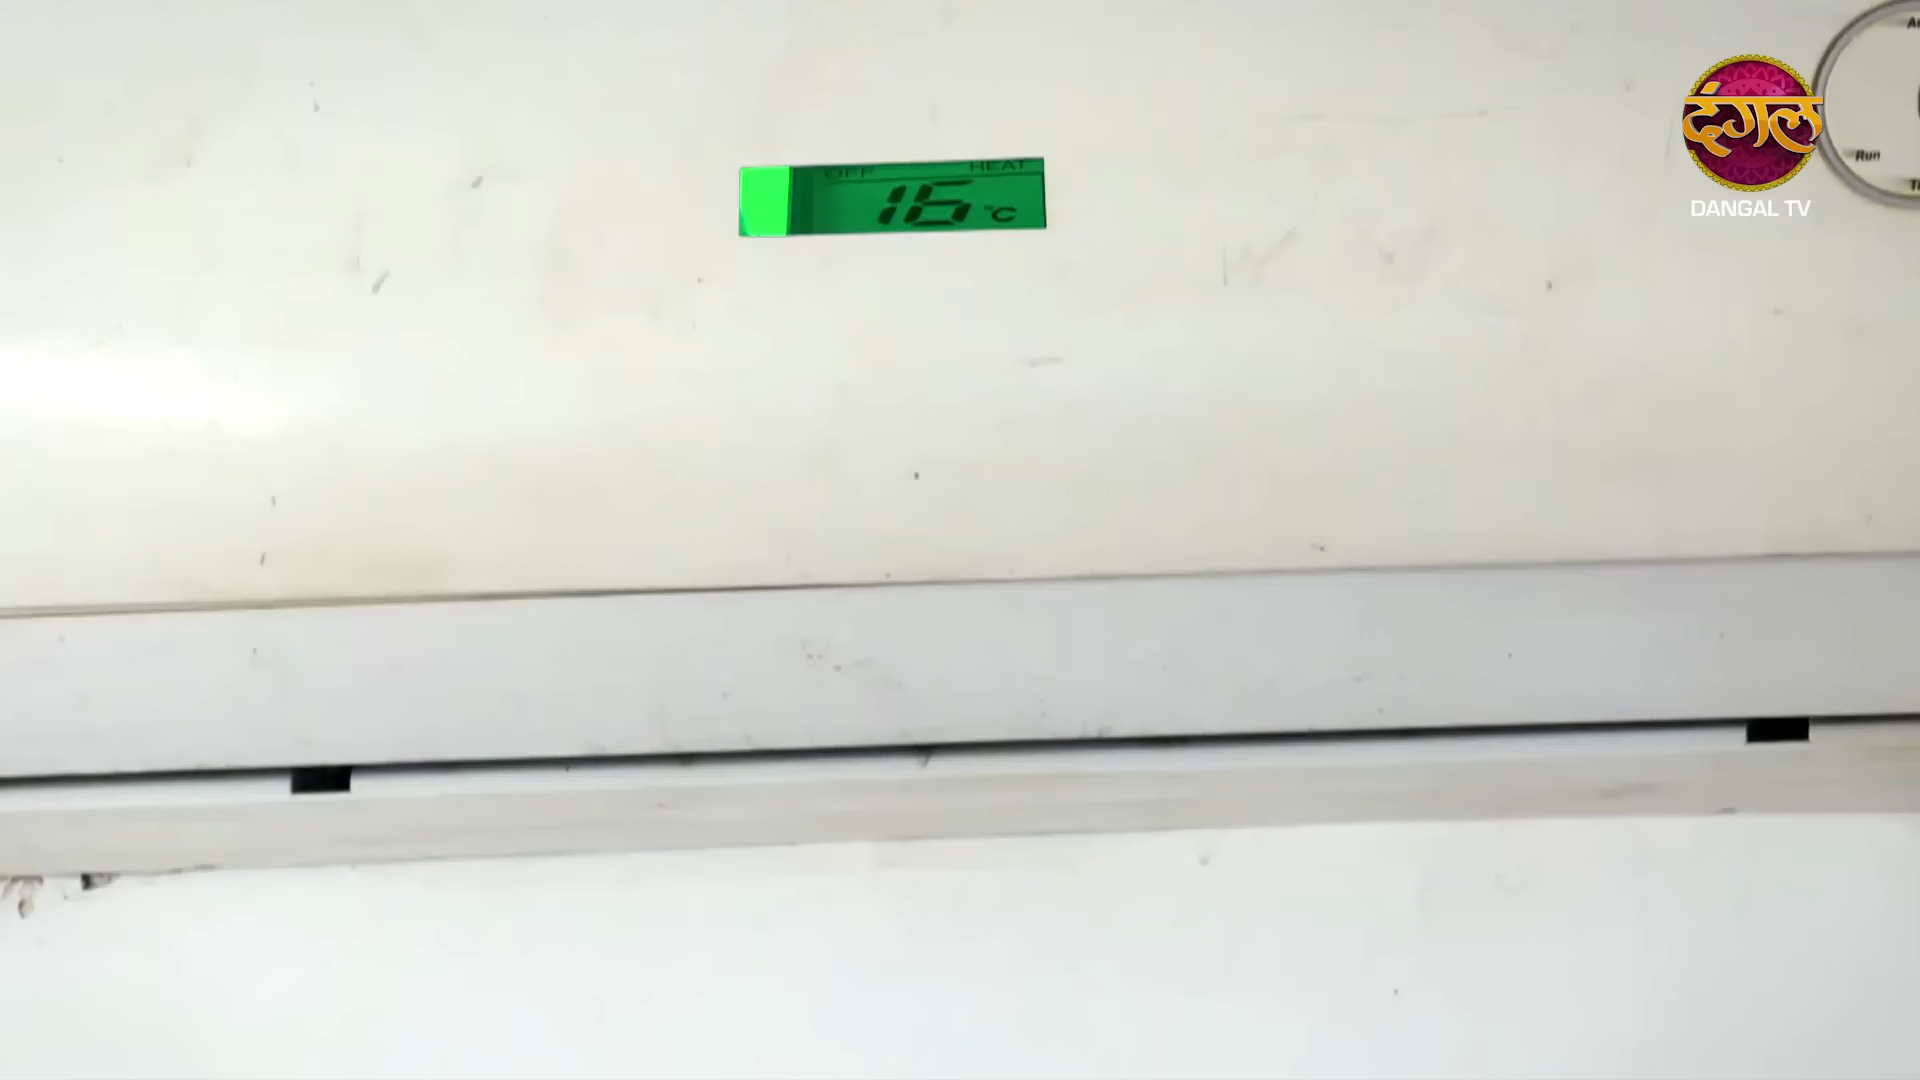 OFF HEAT
16 °C
दंगल
DANGAL TV
Run